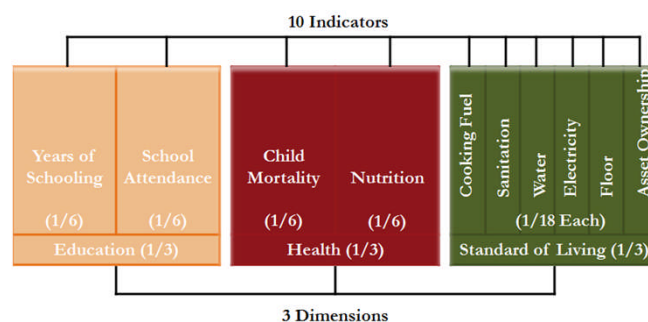 10 Indicators
Years of
Schooling
(1/6)
School
Attendance
(1/6)
Education (1/3)
Child
Mortality
(1/6)
Nutrition
(1/6)
Health (1/3)
Cooking Fuel
Sanitation
Water
Electricity
Floor
Asset Ownership
(1/18 Each)
Standard of Living (1/3)
3 Dimensions